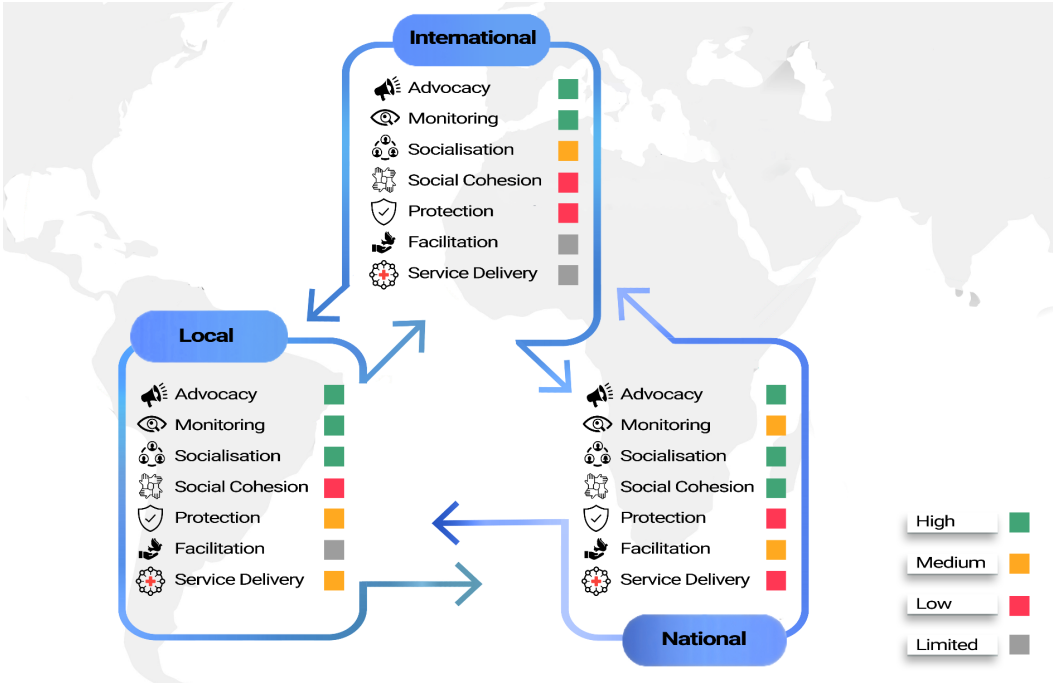 International
Advocacy
Monitoring
Socialisation
Social Cohesion
Protection
Facilitation
Service Delivery
Local
Advocacy
Monitoring
Socialisation
Social Cohesion
Protection
Facilitation
Service Delivery
Advocacy
Monitoring
Socialisation
Social Cohesion
Protection
Facilitation
Service Delivery
National
High
Medium
Low
Limited